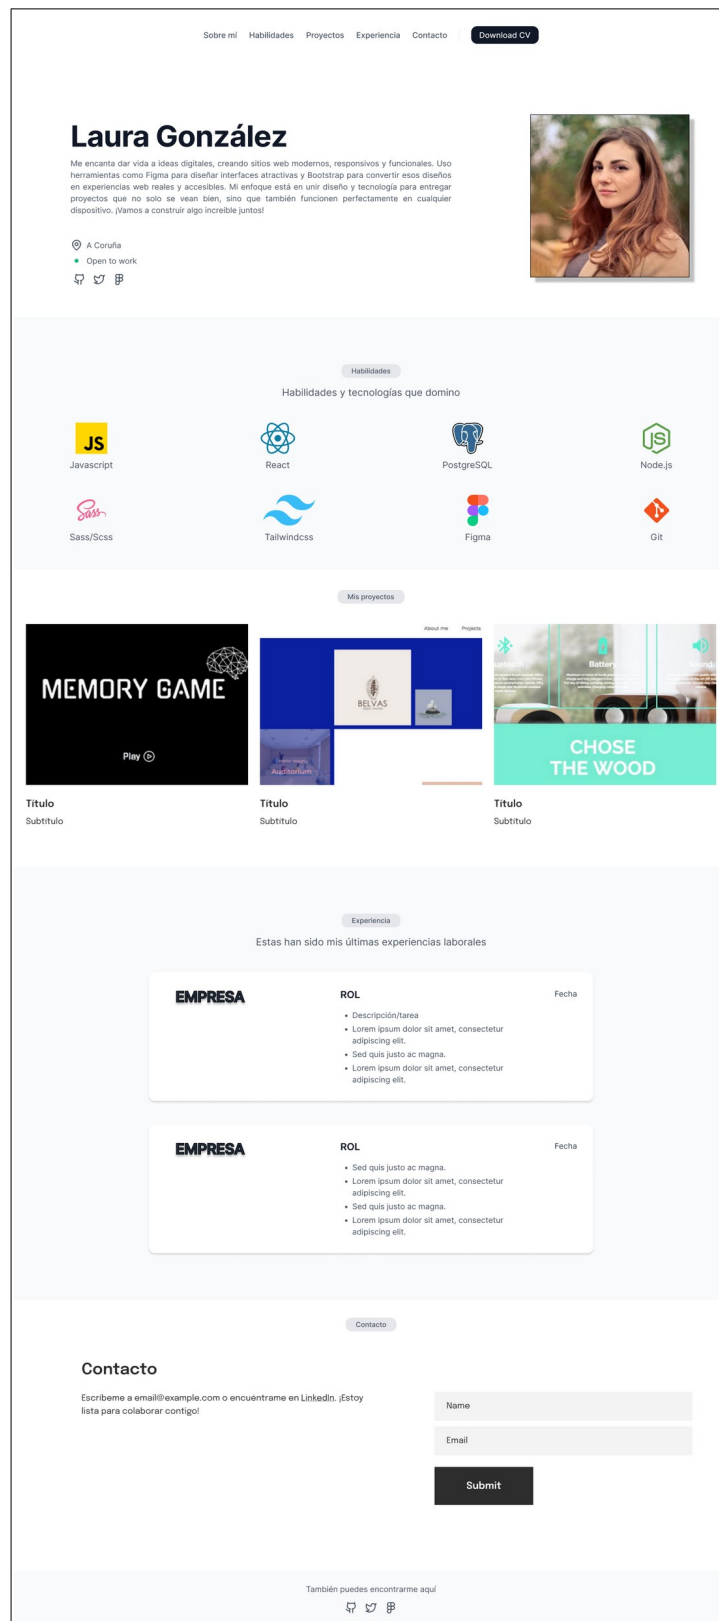 Sobre mí Habilidades Proyectos Experiencia Contacto Download CV
Laura González
Me encanta dar vida a ideas digitales, creando sitios web modernos, responsivos y funcionales. Uso
herramientas como Figma para diseñar interfaces atractivas y Bootstrap para convertir esos diseños
en experiencias web reales y accesibles. Mi enfoque está en unir diseño y tecnología para entregar
proyectos que no solo se vean bien, sino que también funcionen perfectamente en cualquier
dispositivo. ¡Vamos a construir algo increíble juntos!
A Coruña
Open to work
Habilidades
Habilidades y tecnologías que domino
JS
JS
Javascript React PostgreSQL Node.js
Sass
Sass/Scss Tailwindcss Figma Git
Mis proyectos
MEMORY GAME
Play
About me Projects
BELVAS
Auditorium
Battery
Sound
CHOSE
THE WOOD
Título Título Título
Subtítulo Subtítulo Subtítulo
Experiencia
Estas han sido mis últimas experiencias laborales
EMPRESA ROL Fecha
• Descripción/tarea
• Lorem ipsum dolor sit amet, consectetur
adipiscing elit.
• Sed quis justo ac magna.
• Lorem ipsum dolor sit amet, consectetur
adipiscing elit.
EMPRESA ROL Fecha
• Sed quis justo ac magna.
• Lorem ipsum dolor sit amet, consectetur
adipiscing elit.
• Sed quis justo ac magna.
• Lorem ipsum dolor sit amet, consectetur
adipiscing elit.
Contacto
Contacto
Escríbeme a email@example.com o encuéntrame en LinkedIn. ¡Estoy
lista para colaborar contigo!
Name
Email
Submit
También puedes encontrarme aquí